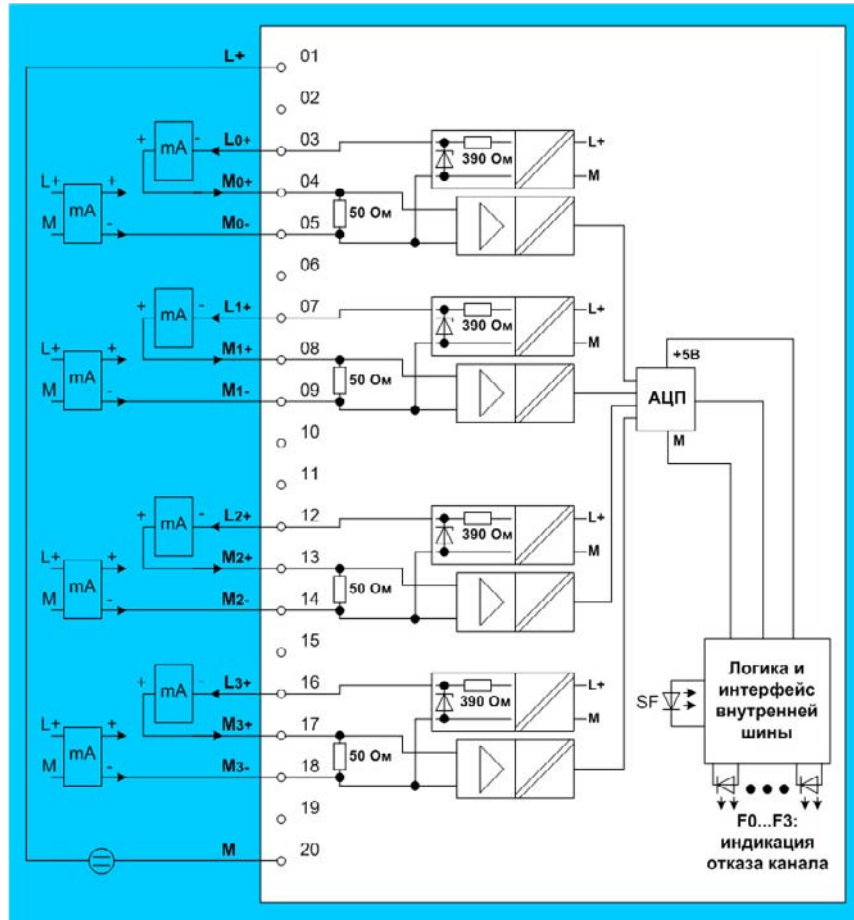 L+ 01
02
+ mA - L0+ 03 L+
390 Ом
M
L+ + M0+ 04
mA 50 Ом
M - M0- 05
06
+ mA - L1+ 07 L+
390 Ом
M
L+ + M1+ 08
mA 50 Ом
M - M1- 09
+5В
АЦП
M
10
11
+ mA - L2+ 12 L+
390 Ом
M
L+ + M2+ 13
mA 50 Ом
M - M2- 14
15
+ mA - L3+ 16 L+
390 Ом
M
L+ + M3+ 17
mA 50 Ом
M - M3- 18
19
M 20
Логика и
интерфейс
внутренней
шины
SF
F0...F3:
индикация
отказа канала